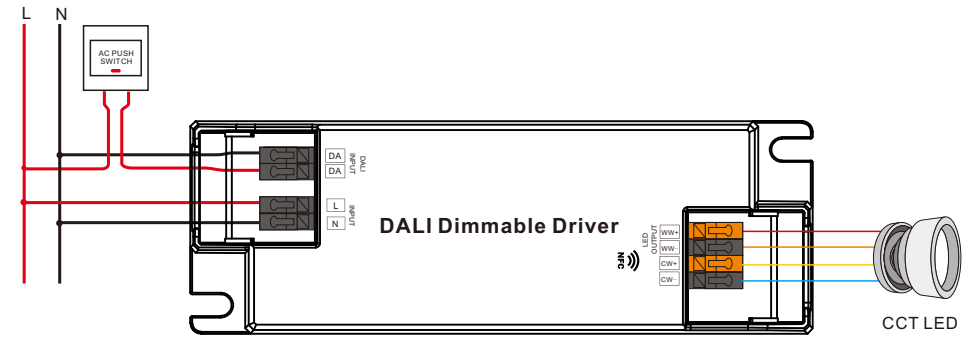 L N
AC PUSH
SWITCH
DA
DA
DALI
INPUT
L
N
INPUT
DALI Dimmable Driver
NFC
LED
OUTPUT
WW+
WW-
CW+
CW-
CCT LED